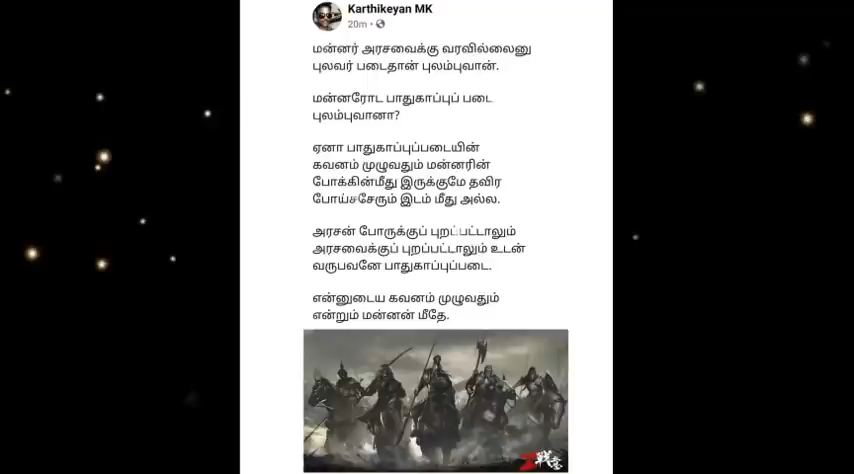 Karthikeyan MK
20m •
மன்னர் அரசவைக்கு வரவில்லைனு
புலவர் படைதான் புலம்புவான்.
மன்னரோட பாதுகாப்புப் படை
புலம்புவானா?
ஏனா பாதுகாப்புப்படையின்
கவனம் முழுவதும் மன்னரின்
போக்கின்மீது இருக்குமே தவிர
போய்ச்சேரும் இடம் மீது அல்ல.
அரசன் போருக்குப் புறப்பட்டாலும்
அரசவைக்குப் புறப்பட்டாலும் உடன்
வருபவனே பாதுகாப்புப்படை.
என்னுடைய கவனம் முழுவதும்
என்றும் மன்னன் மீதே.